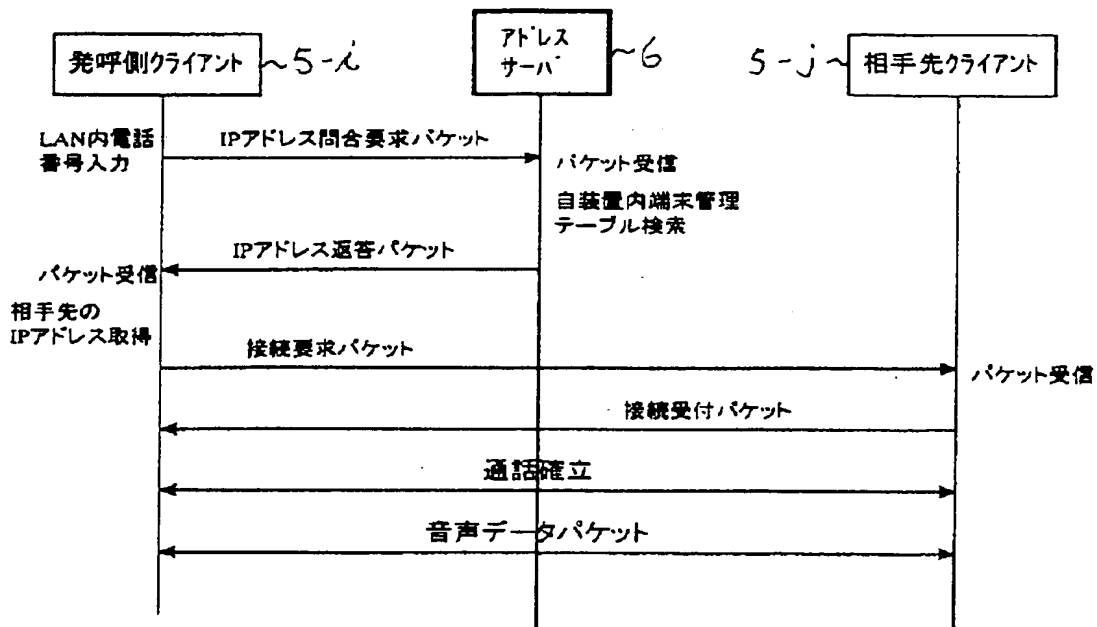 発呼側クライアント
~5-i
アドレス
サーバ
~6
5-j~
相手先クライアント
LAN内電話
番号入力
IPアドレス問合要求パケット
パケット受信
自装置内端末管理
テーブル検索
IPアドレス返答パケット
パケット受信
相手先の
IPアドレス取得
接続要求パケット
パケット受信
接続受付パケット
通話確立
音声データパケット